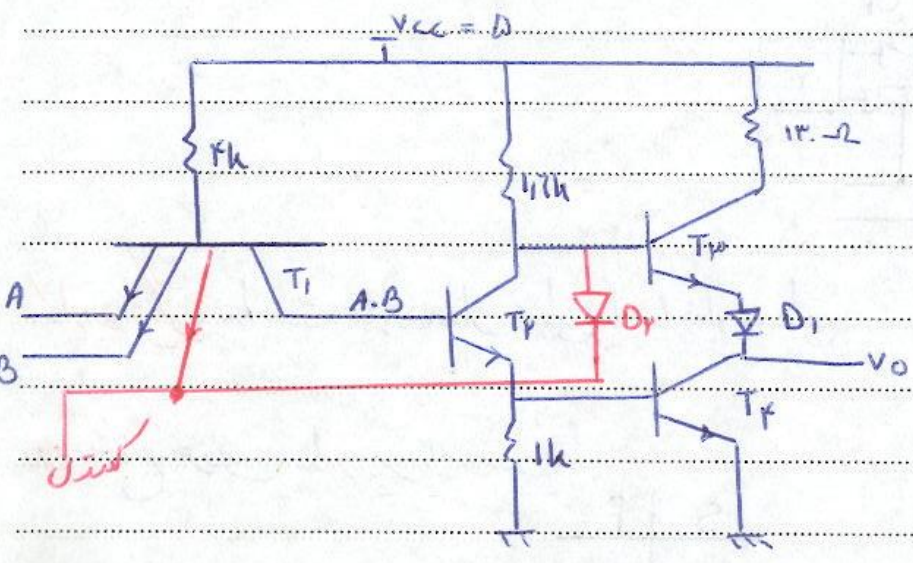 Vcc = ۵
۴k
۱,۶k
۱۳۰Ω
A
T۱
A.B
T۲
T۳
D۲
D۱
B
Vo
T۴
کنترل
۱k